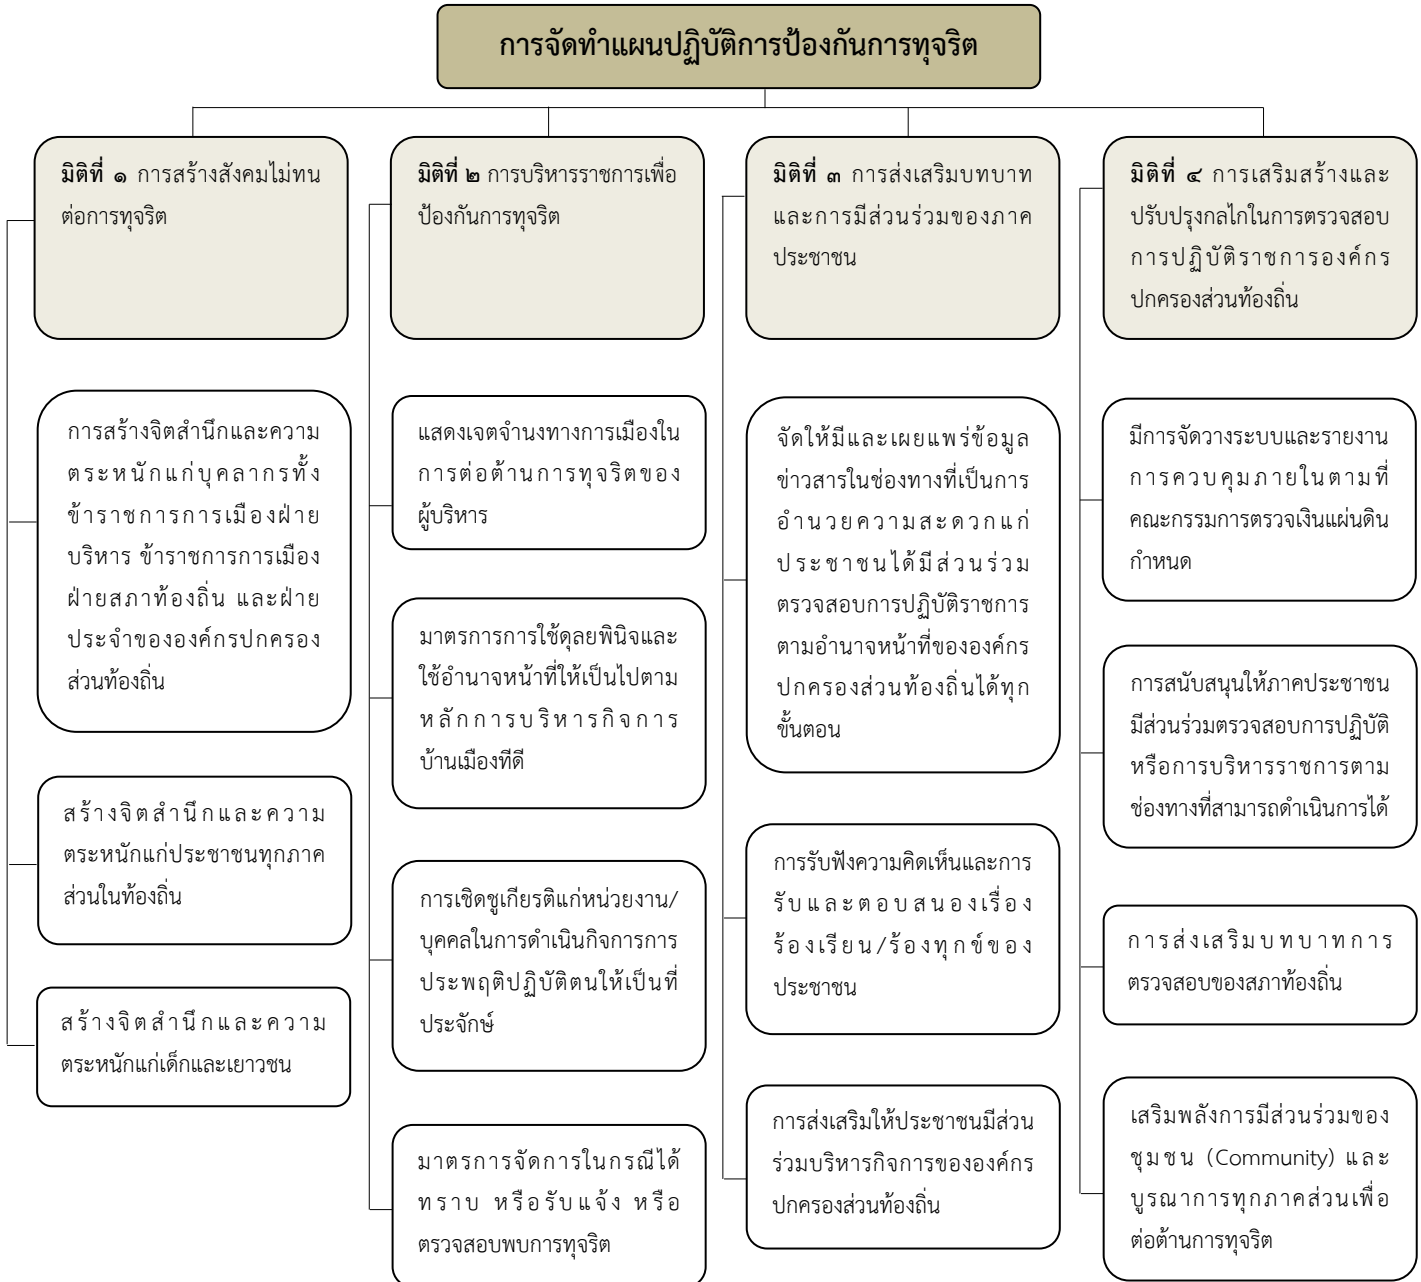 การจัดทำแผนปฏิบัติการป้องกันการทุจริต
มิติที่ ๑ การสร้างสังคมไม่ทน
ต่อการทุจริต
การสร้างจิตสำนึกและความ
ตระหนักแก่บุคลากรทั้ง
ข้าราชการการเมืองฝ่าย
บริหาร ข้าราชการการเมือง
ฝ่ายสภาท้องถิ่น และฝ่าย
ประจำขององค์กรปกครอง
ส่วนท้องถิ่น
สร้างจิตสำนึกและความ
ตระหนักแก่ประชาชนทุกภาค
ส่วนในท้องถิ่น
สร้างจิตสำนึกและความ
ตระหนักแก่เด็กและเยาวชน
มิติที่ ๒ การบริหารราชการเพื่อ
ป้องกันการทุจริต
แสดงเจตจำนงทางการเมืองใน
การต่อต้านการทุจริตของ
ผู้บริหาร
มาตรการการใช้ดุลยพินิจและ
ใช้อำนาจหน้าที่ให้เป็นไปตาม
หลักการบริหารกิจการ
บ้านเมืองทีดี
การเชิดชูเกียรติแก่หน่วยงาน/
บุคคลในการดำเนินกิจการการ
ประพฤติปฏิบัติตนให้เป็นที่
ประจักษ์
มาตรการจัดการในกรณีได้
ทราบ หรือรับแจ้ง หรือ
ตรวจสอบพบการทุจริต
มิติที่ ๓ การส่งเสริมบทบาท
และการมีส่วนร่วมของภาค
ประชาชน
จัดให้มีและเผยแพร่ข้อมูล
ข่าวสารในช่องทางที่เป็นการ
อำนวยความสะดวกแก่
ประชาชนได้มีส่วนร่วม
ตรวจสอบการปฏิบัติราชการ
ตามอำนาจหน้าที่ขององค์กร
ปกครองส่วนท้องถิ่นได้ทุก
ขั้นตอน
การรับฟังความคิดเห็นและการ
รับและตอบสนองเรื่อง
ร้องเรียน/ร้องทุกข์ของ
ประชาชน
การส่งเสริมให้ประชาชนมีส่วน
ร่วมบริหารกิจการขององค์กร
ปกครองส่วนท้องถิ่น
มิติที่ ๔ การเสริมสร้างและ
ปรับปรุงกลไกในการตรวจสอบ
การปฏิบัติราชการองค์กร
ปกครองส่วนท้องถิ่น
มีการจัดวางระบบและรายงาน
การควบคุมภายในตามที่
คณะกรรมการตรวจเงินแผ่นดิน
กำหนด
การสนับสนุนให้ภาคประชาชน
มีส่วนร่วมตรวจสอบการปฏิบัติ
หรือการบริหารราชการตาม
ช่องทางที่สามารถดำเนินการได้
การส่งเสริมบทบาทการ
ตรวจสอบของสภาท้องถิ่น
เสริมพลังการมีส่วนร่วมของ
ชุมชน (Community) และ
บูรณาการทุกภาคส่วนเพื่อ
ต่อต้านการทุจริต